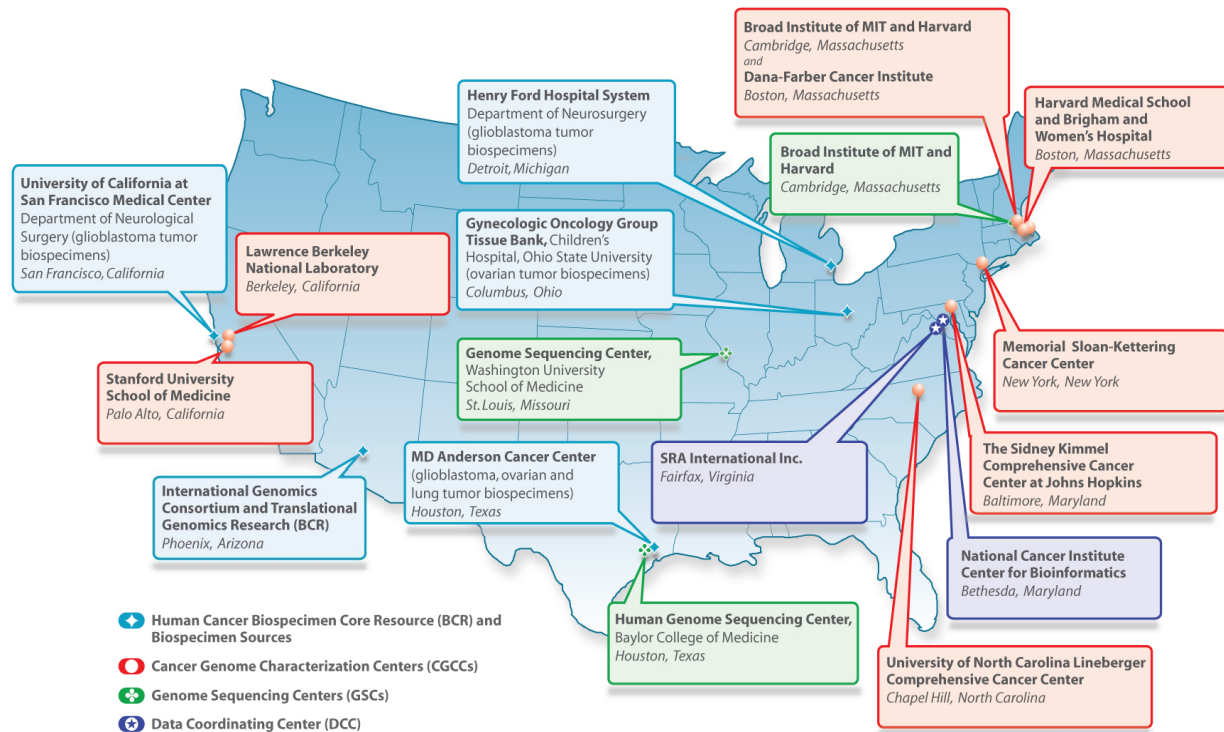 Broad Institute of MIT and Harvard
Cambridge, Massachusetts
and
Dana-Farber Cancer Institute
Boston, Massachusetts
Harvard Medical School
and Brigham and
Women's Hospital
Boston, Massachusetts
Henry Ford Hospital System
Department of Neurosurgery
(glioblastoma tumor
biospecimens)
Detroit, Michigan
Broad Institute of MIT and
Harvard
Cambridge, Massachusetts
University of California at
San Francisco Medical Center
Department of Neurological
Surgery (glioblastoma tumor
biospecimens)
San Francisco, California
Lawrence Berkeley
National Laboratory
Berkeley, California
Gynecologic Oncology Group
Tissue Bank, Children's
Hospital, Ohio State University
(ovarian tumor biospecimens)
Columbus, Ohio
Stanford University
School of Medicine
Palo Alto, California
Genome Sequencing Center,
Washington University
School of Medicine
St. Louis, Missouri
Memorial Sloan-Kettering
Cancer Center
New York, New York
International Genomics
Consortium and Translational
Genomics Research (BCR)
Phoenix, Arizona
MD Anderson Cancer Center
(glioblastoma, ovarian and
lung tumor biospecimens)
Houston, Texas
SRA International Inc.
Fairfax, Virginia
The Sidney Kimmel
Comprehensive Cancer
Center at Johns Hopkins
Baltimore, Maryland
National Cancer Institute
Center for Bioinformatics
Bethesda, Maryland
Human Genome Sequencing Center,
Baylor College of Medicine
Houston, Texas
University of North Carolina Lineberger
Comprehensive Cancer Center
Chapel Hill, North Carolina
Human Cancer Biospecimen Core Resource (BCR) and
Biospecimen Sources
Cancer Genome Characterization Centers (CGCCs)
Genome Sequencing Centers (GSCs)
Data Coordinating Center (DCC)